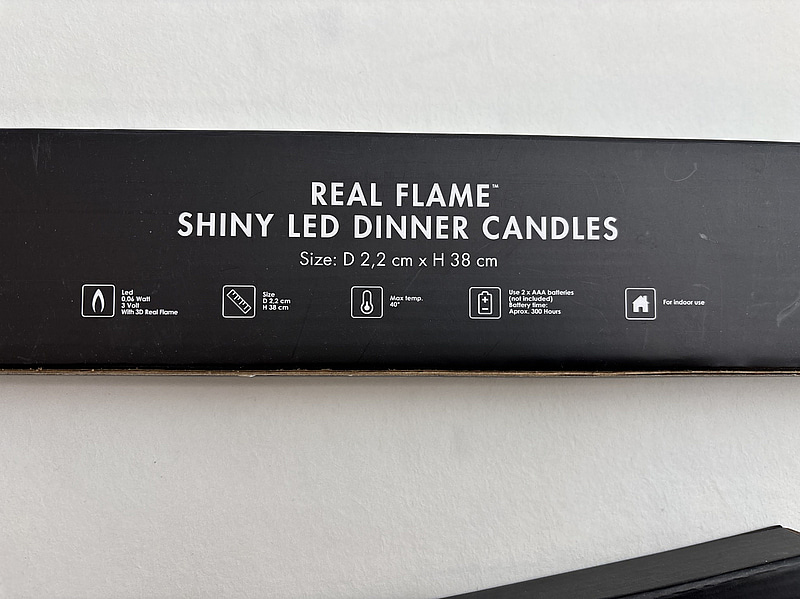 REAL FLAME™
SHINY LED DINNER CANDLES
Size: D 2,2 cm x H 38 cm
Led
0,06 Watt
3 Volt
With 3D Real Flame
Size
D 2,2 cm
H 38 cm
Max temp.
40°
Use 2 x AAA batteries
(not included)
Battery time:
Aprox. 300 Hours
For indoor use